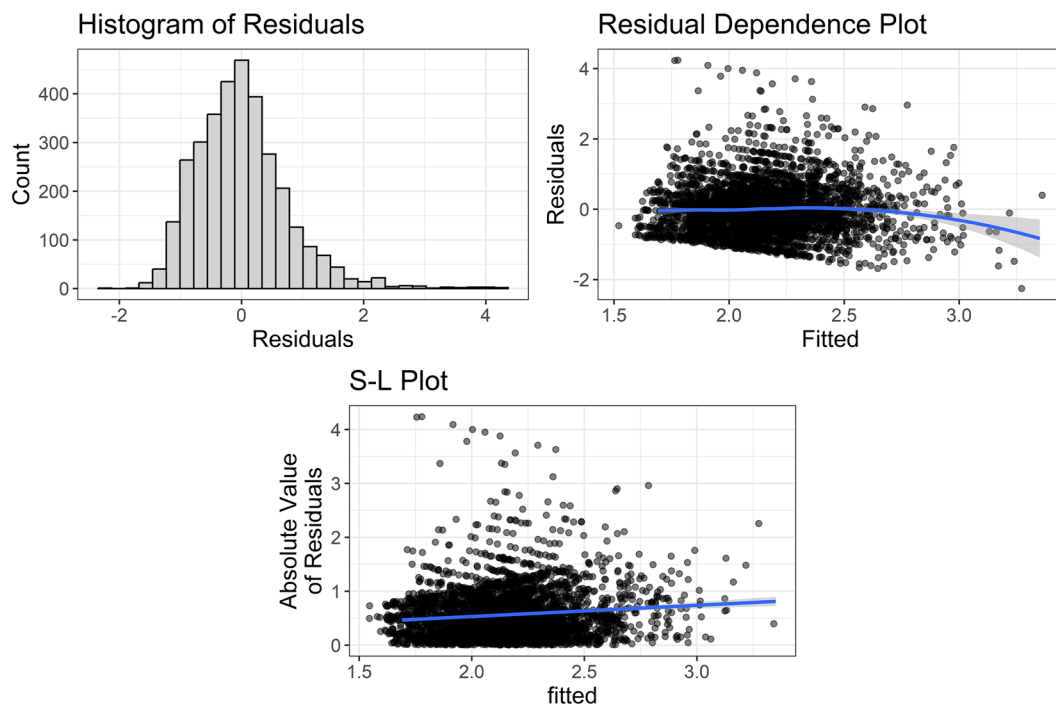 Histogram of Residuals
Count
400
300
200
100
0
-2
0
2
4
Residuals
Residual Dependence Plot
Residuals
4
2
0
-2
1.5
2.0
2.5
3.0
Fitted
S-L Plot
Absolute Value
of Residuals
4
3
2
1
0
1.5
2.0
2.5
3.0
fitted